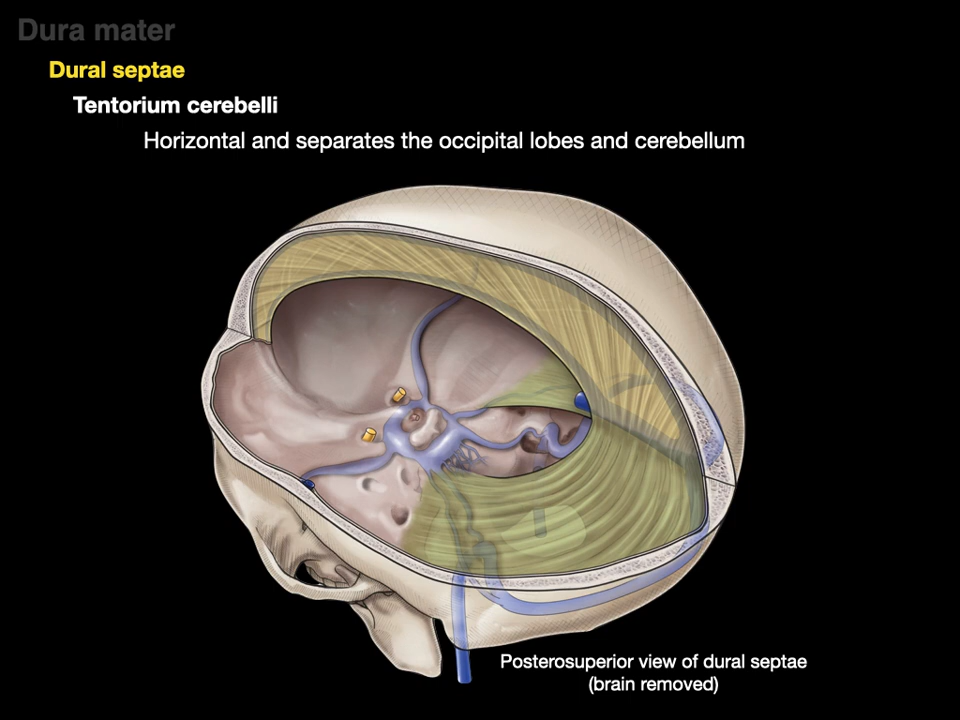 Dura mater
Dural septae
Tentorium cerebelli
Horizontal and separates the occipital lobes and cerebellum
Posterosuperior view of dural septae
(brain removed)